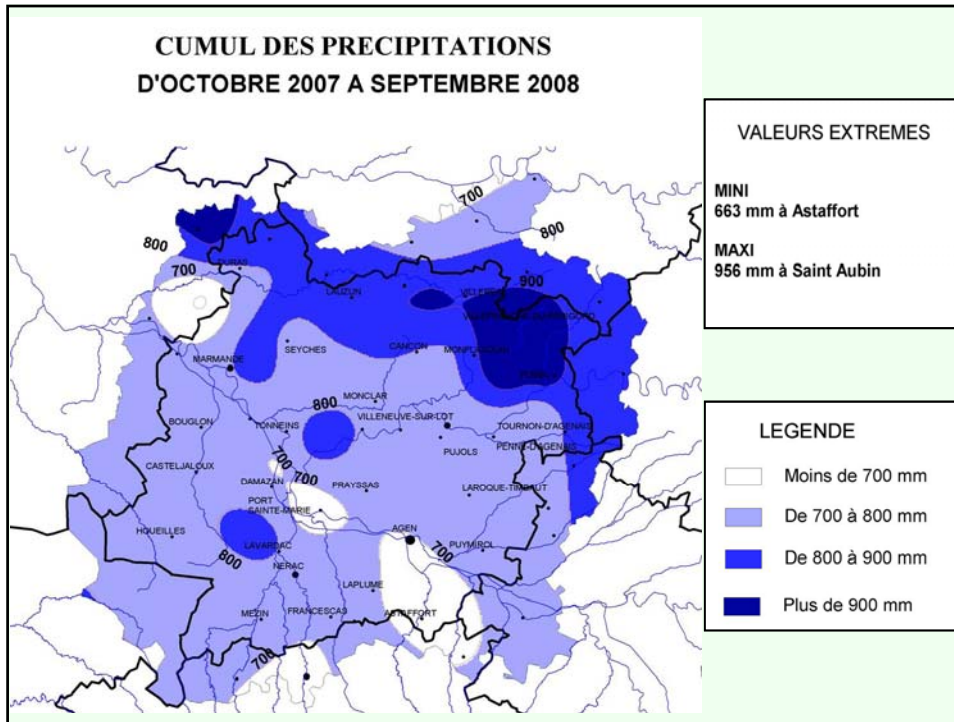 CUMUL DES PRECIPITATIONS
D'OCTOBRE 2007 A SEPTEMBRE 2008
VALEURS EXTREMES
MINI
663 mm à Astaffort
MAXI
956 mm à Saint Aubin
LEGENDE
Moins de 700 mm
De 700 à 800 mm
De 800 à 900 mm
Plus de 900 mm
700
800
800
700
DURAS
900
LAUZUN
SEYCHES
CANCON
MARMANDE
MONCLAR
800
BOUGLON
TONNEINS
VILLENEUVE-SUR-LOT
TOURNON-D'AGENAIS
PUJOLS
PENNE-D'AGENAIS
700
CASTELJALOUX
700
DAMAZAN
PRAYSSAS
LAROQUE-TIMBAUT
PORT
SAINTE-MARIE
HOUEILLES
AGEN
LAVARDAC
700
PUYMIROL
800
NERAC
LAPLUME
MEZIN
FRANCESCAS
ASTAFFORT
700